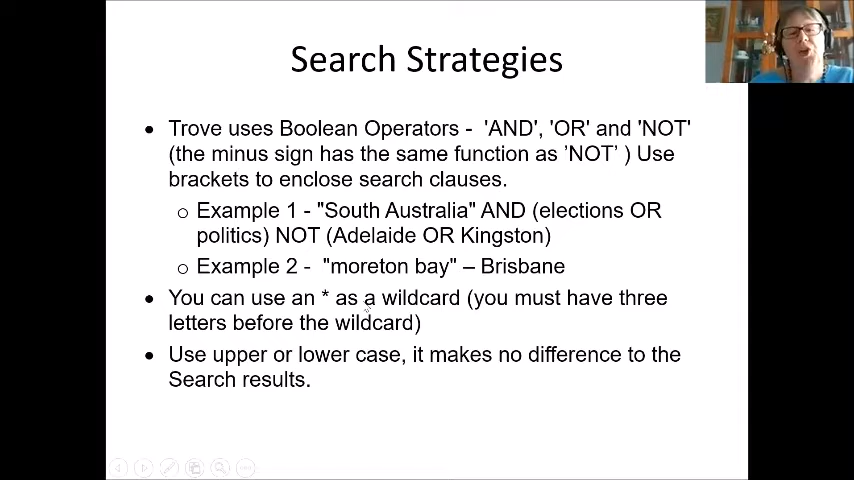 Search Strategies
• Trove uses Boolean Operators - 'AND', 'OR' and 'NOT'
(the minus sign has the same function as ’NOT’ ) Use
brackets to enclose search clauses.
o Example 1 - "South Australia" AND (elections OR
politics) NOT (Adelaide OR Kingston)
o Example 2 - "moreton bay" – Brisbane
• You can use an * as a wildcard (you must have three
letters before the wildcard)
• Use upper or lower case, it makes no difference to the
Search results.